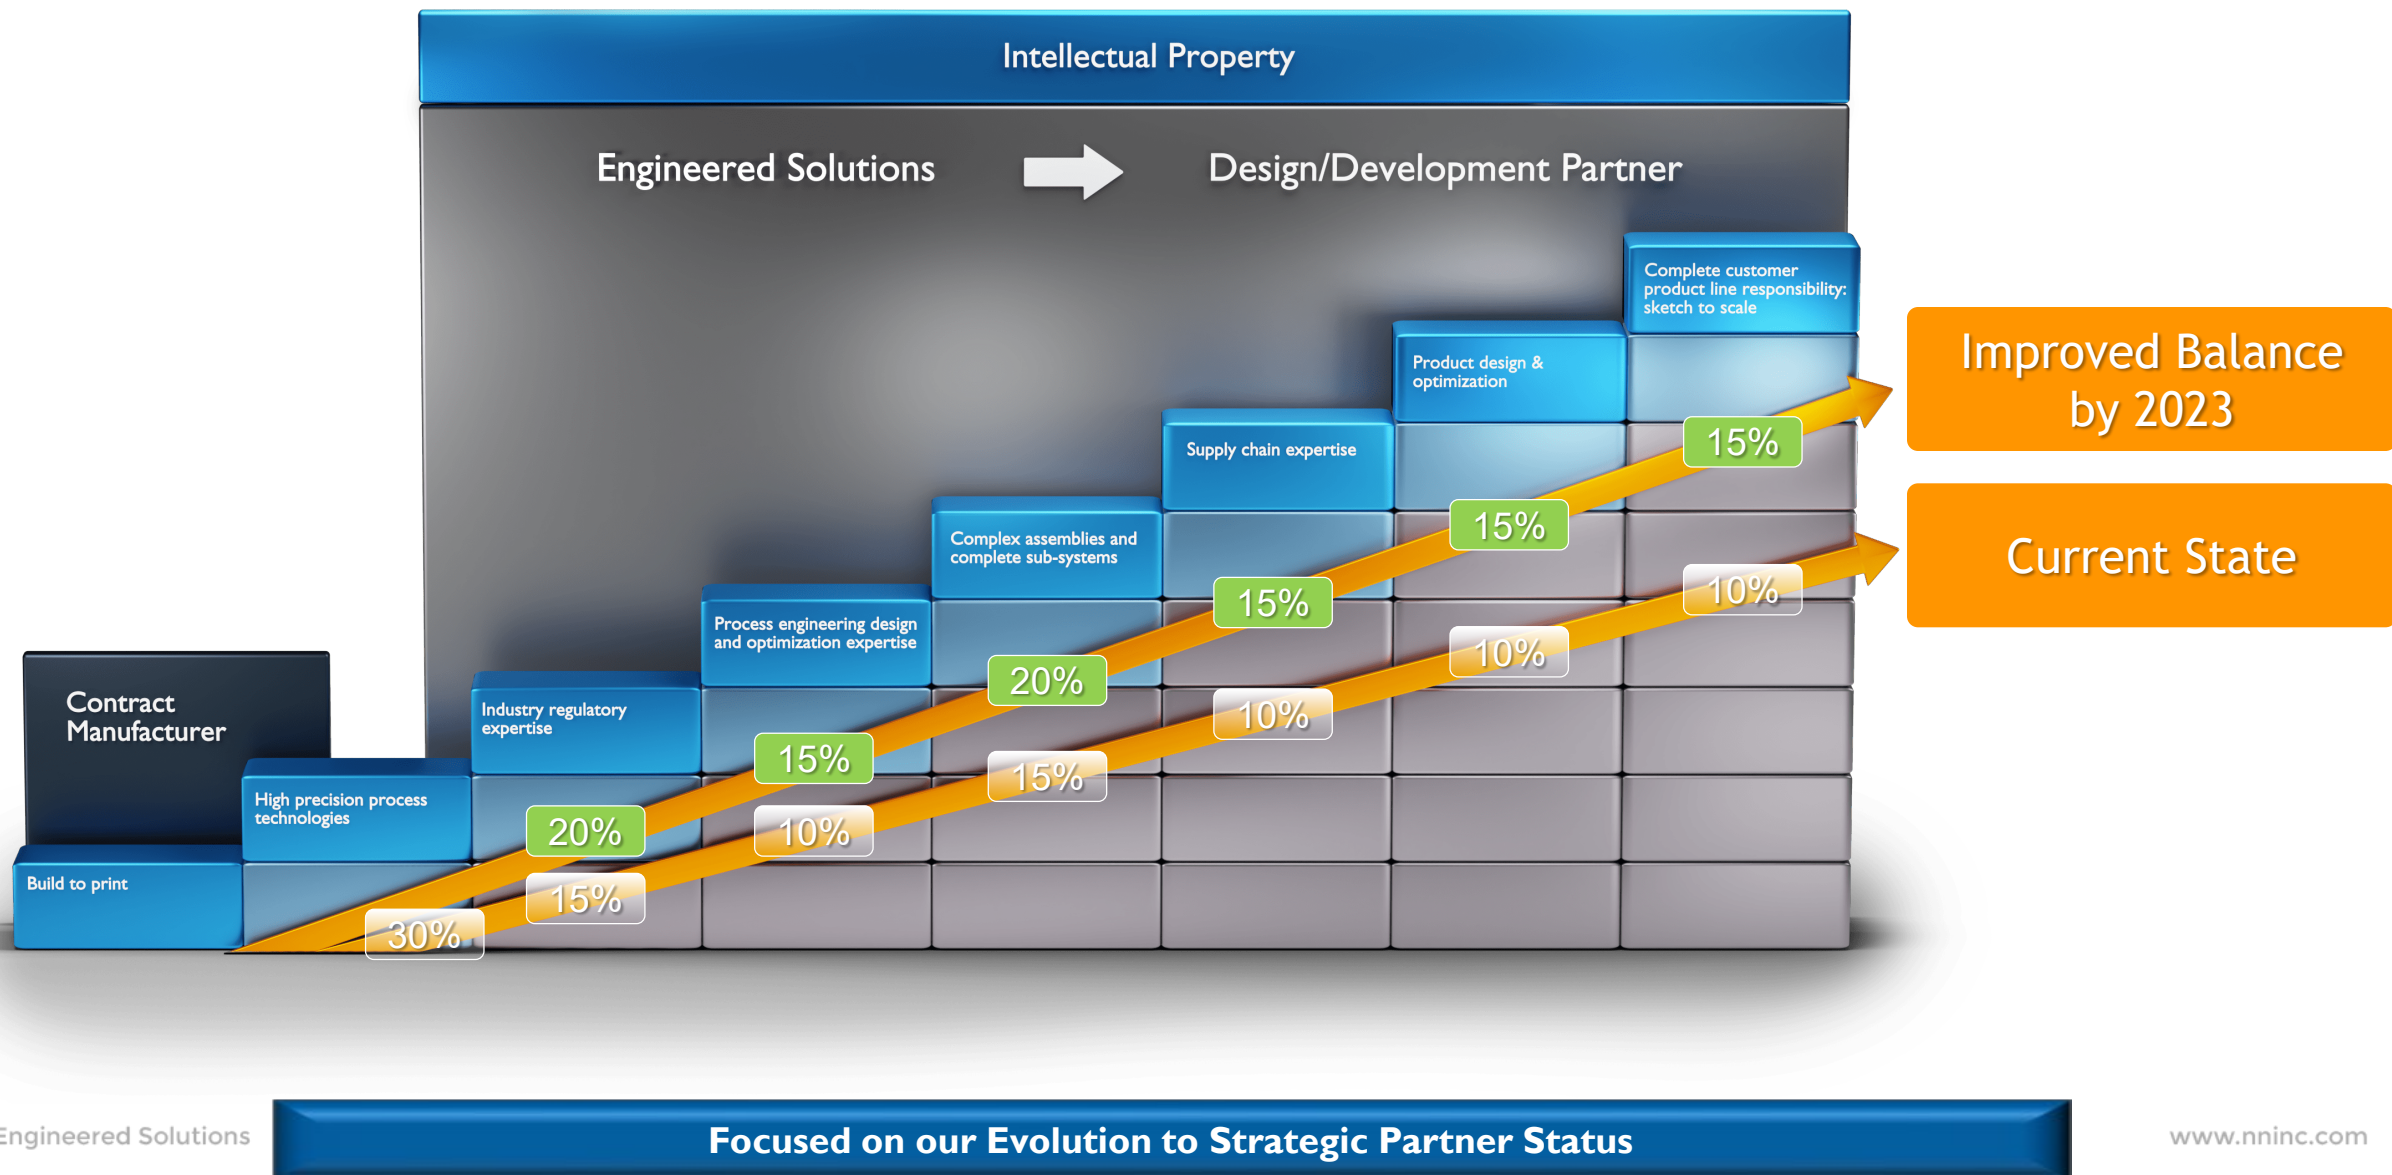 Intellectual Property
Engineered Solutions
Design/Development Partner
Complete customer
product line responsibility:
sketch to scale
Improved Balance
by 2023
Product design &
optimization
15%
Supply chain expertise
15%
Current State
Complex assemblies and
complete sub-systems
15%
10%
Process engineering design
and optimization expertise
20%
10%
Contract
Manufacturer
Industry regulatory
expertise
15%
10%
High precision process
technologies
20%
10%
15%
Build to print
15%
30%
Engineered Solutions
Focused on our Evolution to Strategic Partner Status
www.nninc.com